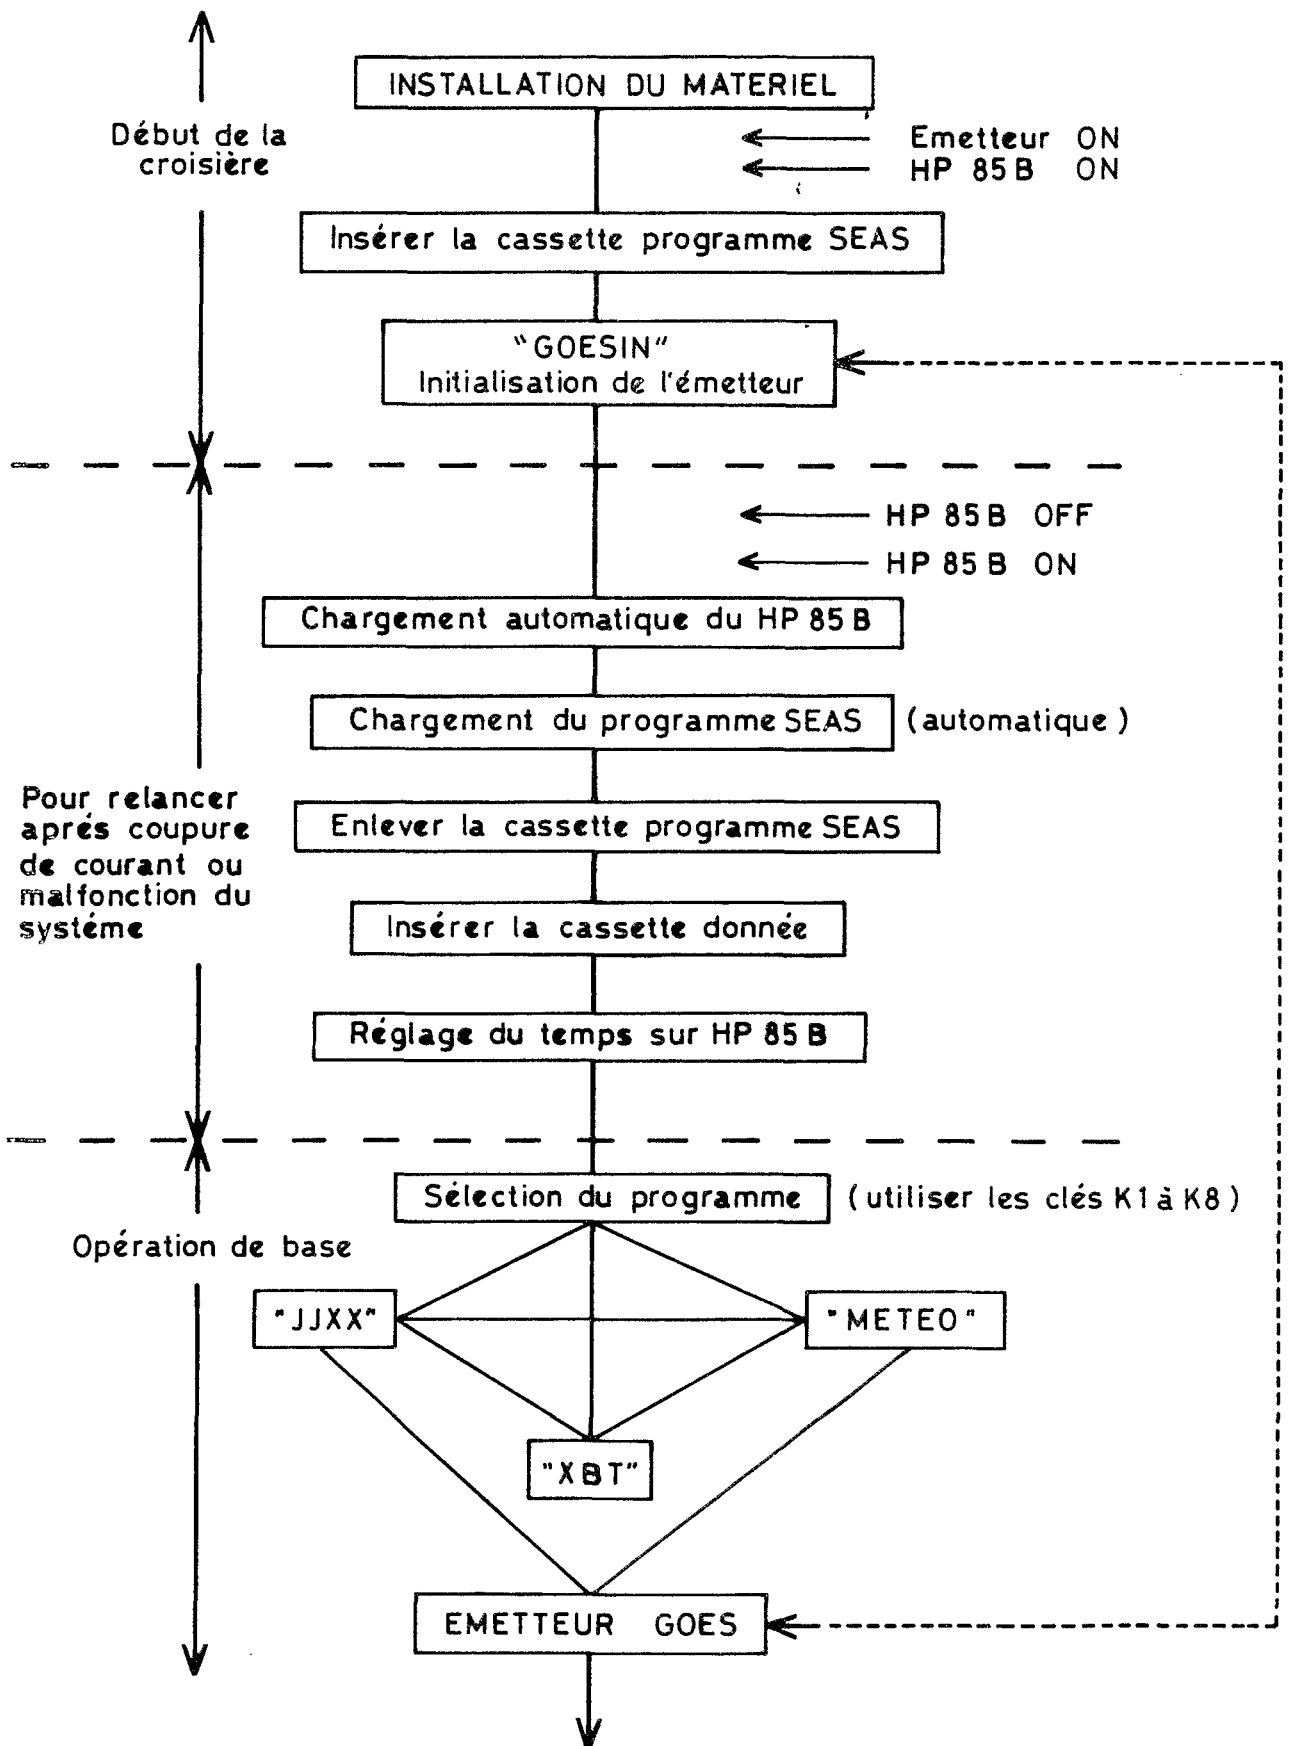 INSTALLATION DU MATERIEL
Début de la
croisière
Emetteur ON
HP 85 B ON
Insérer la cassette programme SEAS
"GOESIN"
Initialisation de l'émetteur
HP 85 B OFF
HP 85 B ON
Chargement automatique du HP 85 B
Chargement du programme SEAS (automatique)
Pour relancer
aprés coupure
de courant ou
malfonction du
systéme
Enlever la cassette programme SEAS
Insérer la cassette donnée
Réglage du temps sur HP 85 B
Sélection du programme (utiliser les clés K1 à K8)
Opération de base
"JJXX"
"METEO"
"XBT"
EMETTEUR GOES